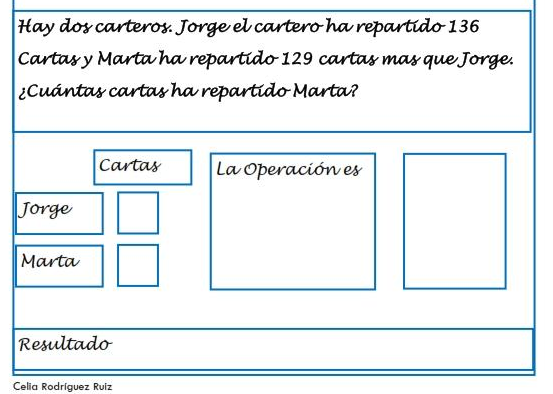 Hay dos carteros. Jorge el cartero ha repartido 136
Cartas y Marta ha repartido 129 cartas mas que Jorge.
¿Cuántas cartas ha repartido Marta?
Cartas
La Operación es
Jorge
Marta
Resultado
Celia Rodríguez Ruiz